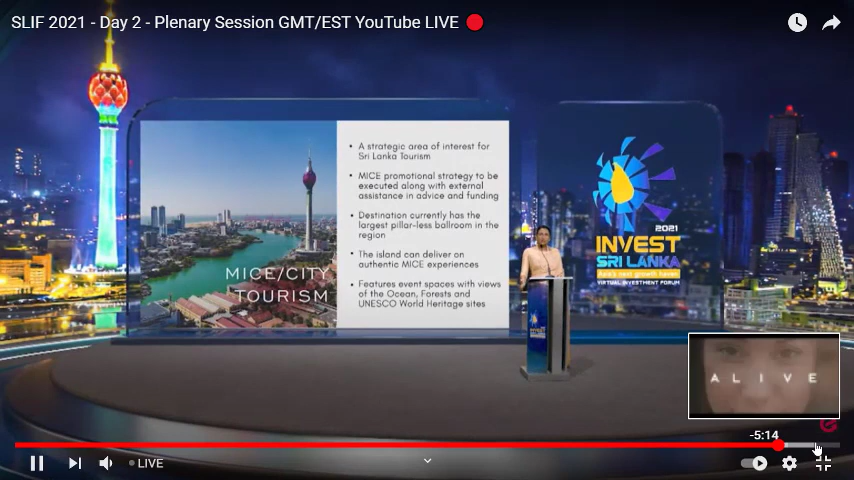 SLIF 2021 - Day 2 - Plenary Session GMT/EST YouTube LIVE
• A strategic area of interest for
Sri Lanka Tourism
• MICE promotional strategy to be
executed along with external
assistance in advice and funding
• Destination currently has the
largest pillar-less ballroom in the
region
• The island can deliver on
authentic MICE experiences
• Features event spaces with views
of the Ocean, Forests and
UNESCO World Heritage sites
MICE/CITY
TOURISM
2021
INVEST
SRI LANKA
Asia's next growth haven
VIRTUAL INVESTMENT FORUM
ALIVE
-5:14
LIVE